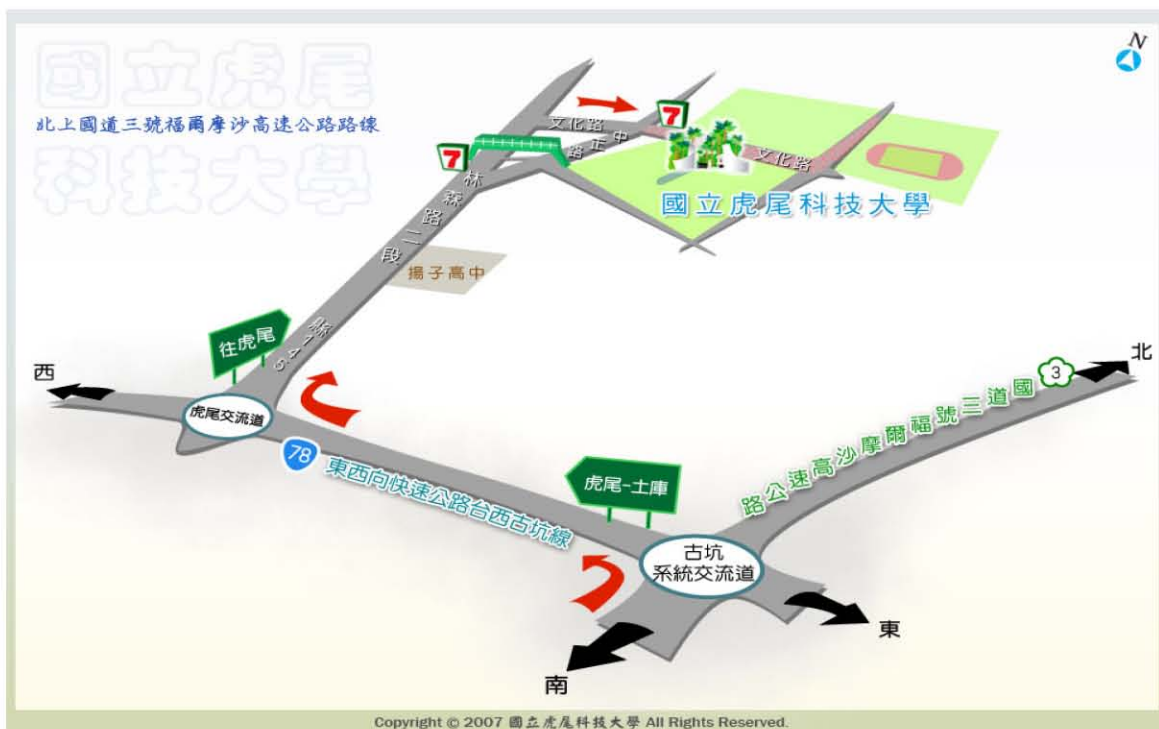 國立虎尾
北上國道三號福爾摩沙高速公路路線
科技大學
N
文化路
7
中正路
7
文化路
國立虎尾科技大學
林森路二段
揚子高中
縣145
往虎尾
西
虎尾交流道
78
東西向快速公路台西古坑線
虎尾-土庫
北
3
國道三號福爾摩沙高速公路
古坑
系統交流道
東
南
Copyright © 2007 國立虎尾科技大學 All Rights Reserved.